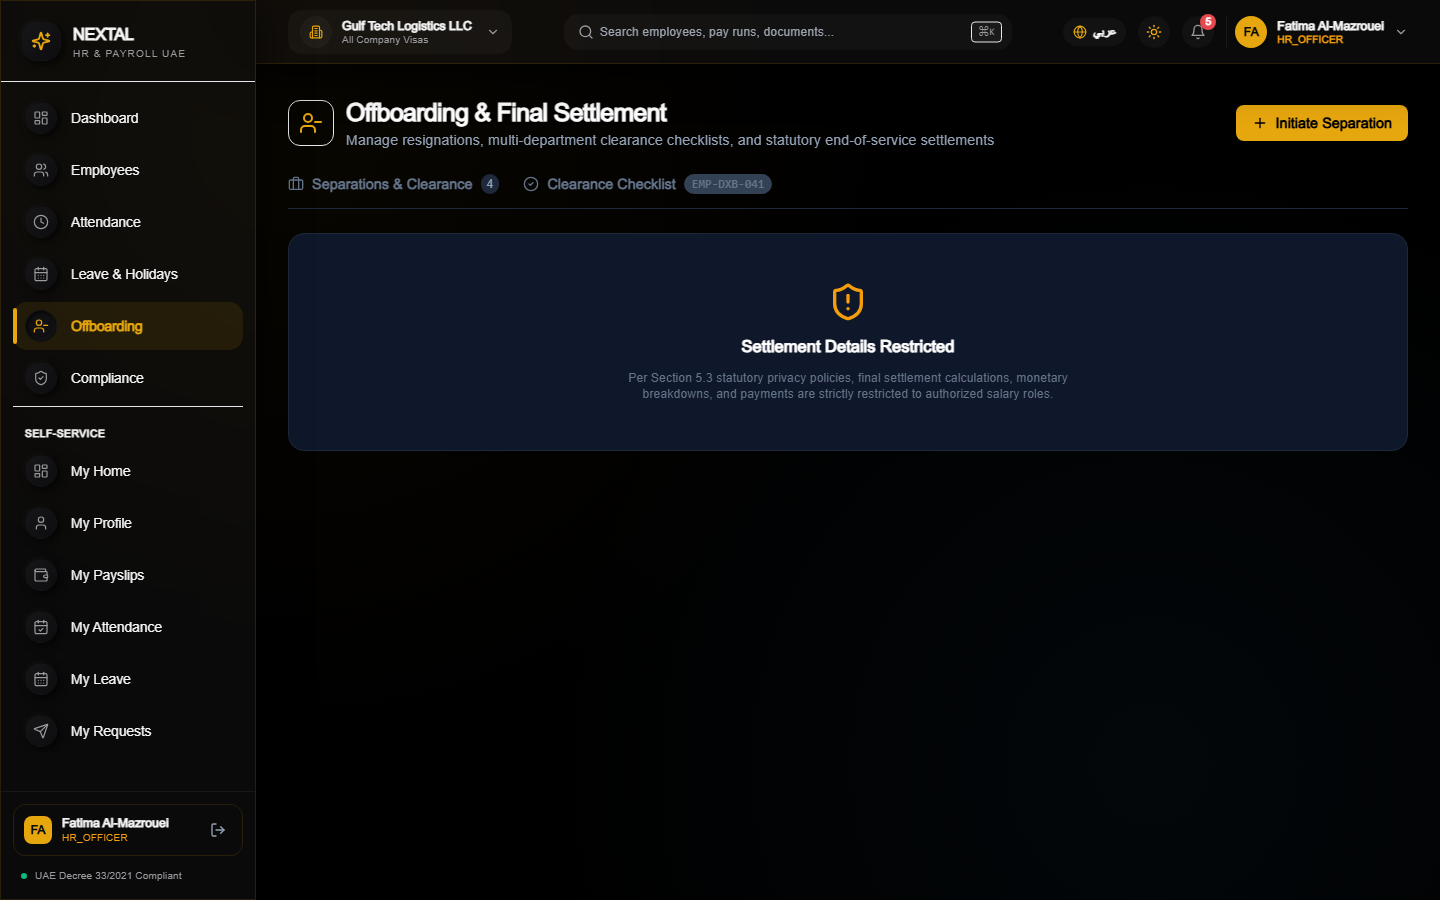 NEXTAL
HR & PAYROLL UAE
Gulf Tech Logistics LLC
All Company Visas
Search employees, pay runs, documents...
⌘K
عربي
5
FA
Fatima Al-Mazrouei
HR_OFFICER
Dashboard
Employees
Attendance
Leave & Holidays
Offboarding
Compliance
SELF-SERVICE
My Home
My Profile
My Payslips
My Attendance
My Leave
My Requests
FA
Fatima Al-Mazrouei
HR_OFFICER
UAE Decree 33/2021 Compliant
Offboarding & Final Settlement
Manage resignations, multi-department clearance checklists, and statutory end-of-service settlements
Initiate Separation
Separations & Clearance 4
Clearance Checklist EMP-DXB-041
Settlement Details Restricted
Per Section 5.3 statutory privacy policies, final settlement calculations, monetary
breakdowns, and payments are strictly restricted to authorized salary roles.